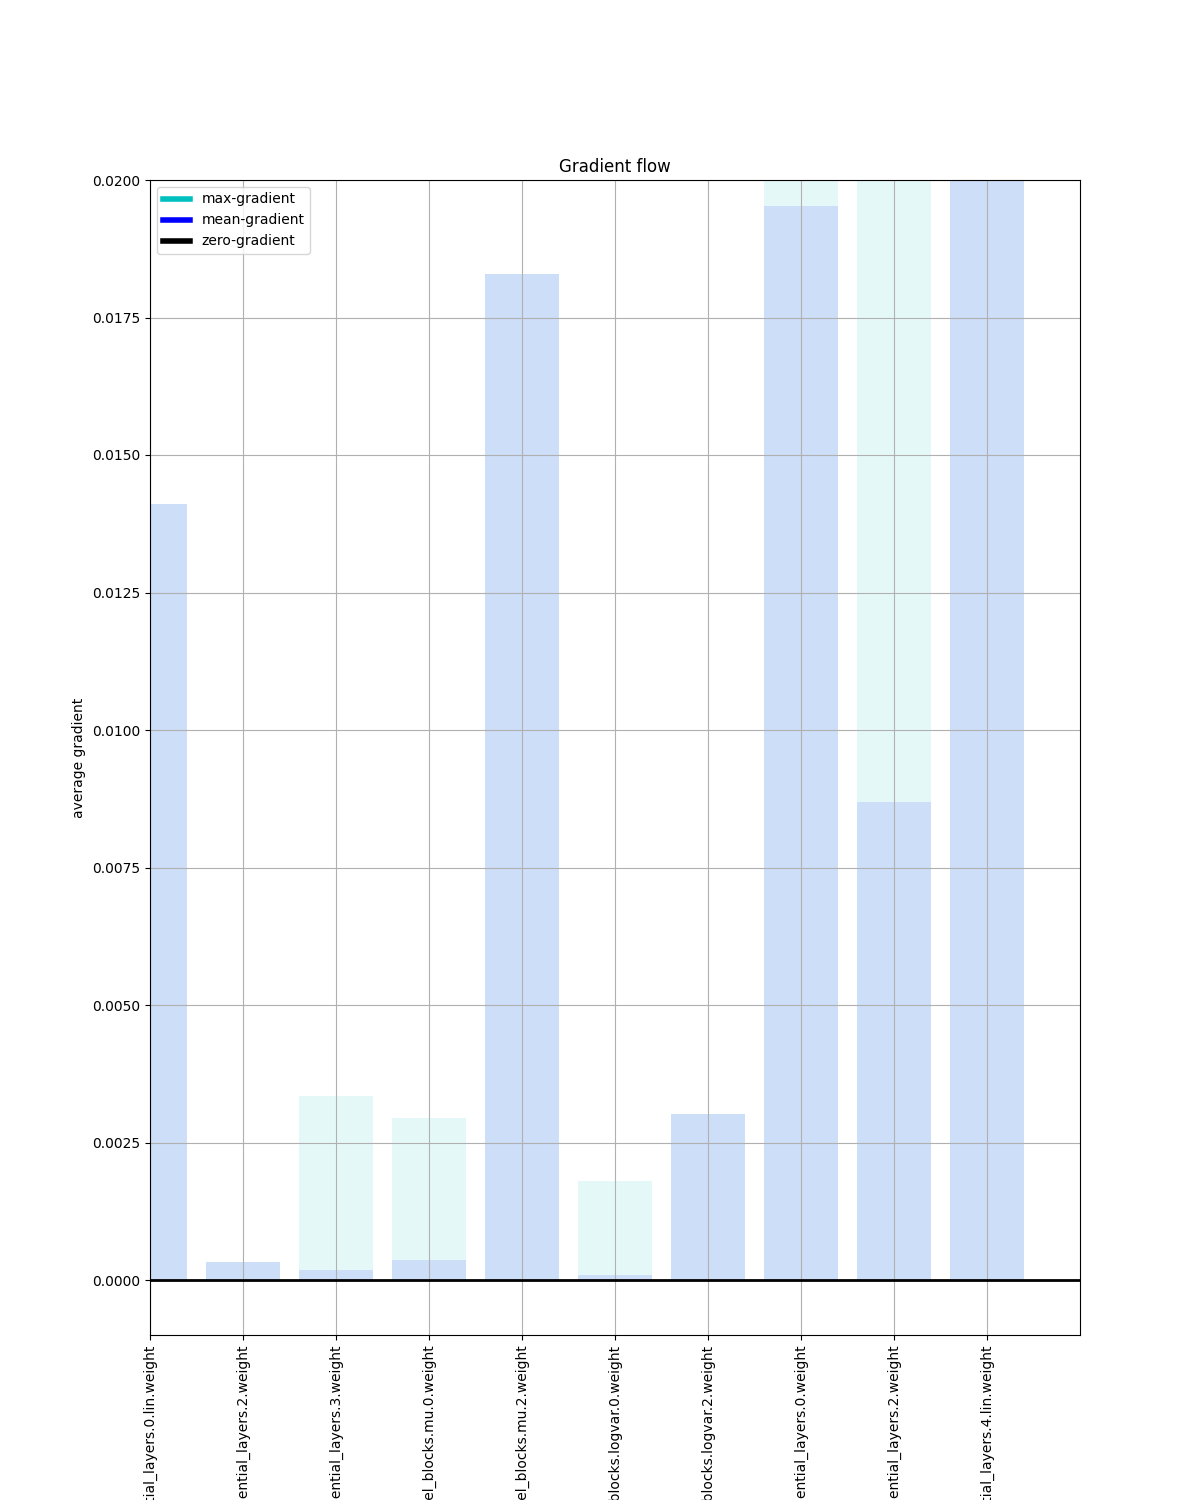 Gradient flow
max-gradient
mean-gradient
zero-gradient
0.0200
0.0175
0.0150
0.0125
0.0100
0.0075
0.0050
0.0025
0.0000
average gradient
tial_layers.0.lin.weight
ential_layers.2.weight
ential_layers.3.weight
el_blocks.mu.0.weight
el_blocks.mu.2.weight
blocks.logvar.0.weight
blocks.logvar.2.weight
ential_layers.0.weight
ential_layers.2.weight
tial_layers.4.lin.weight